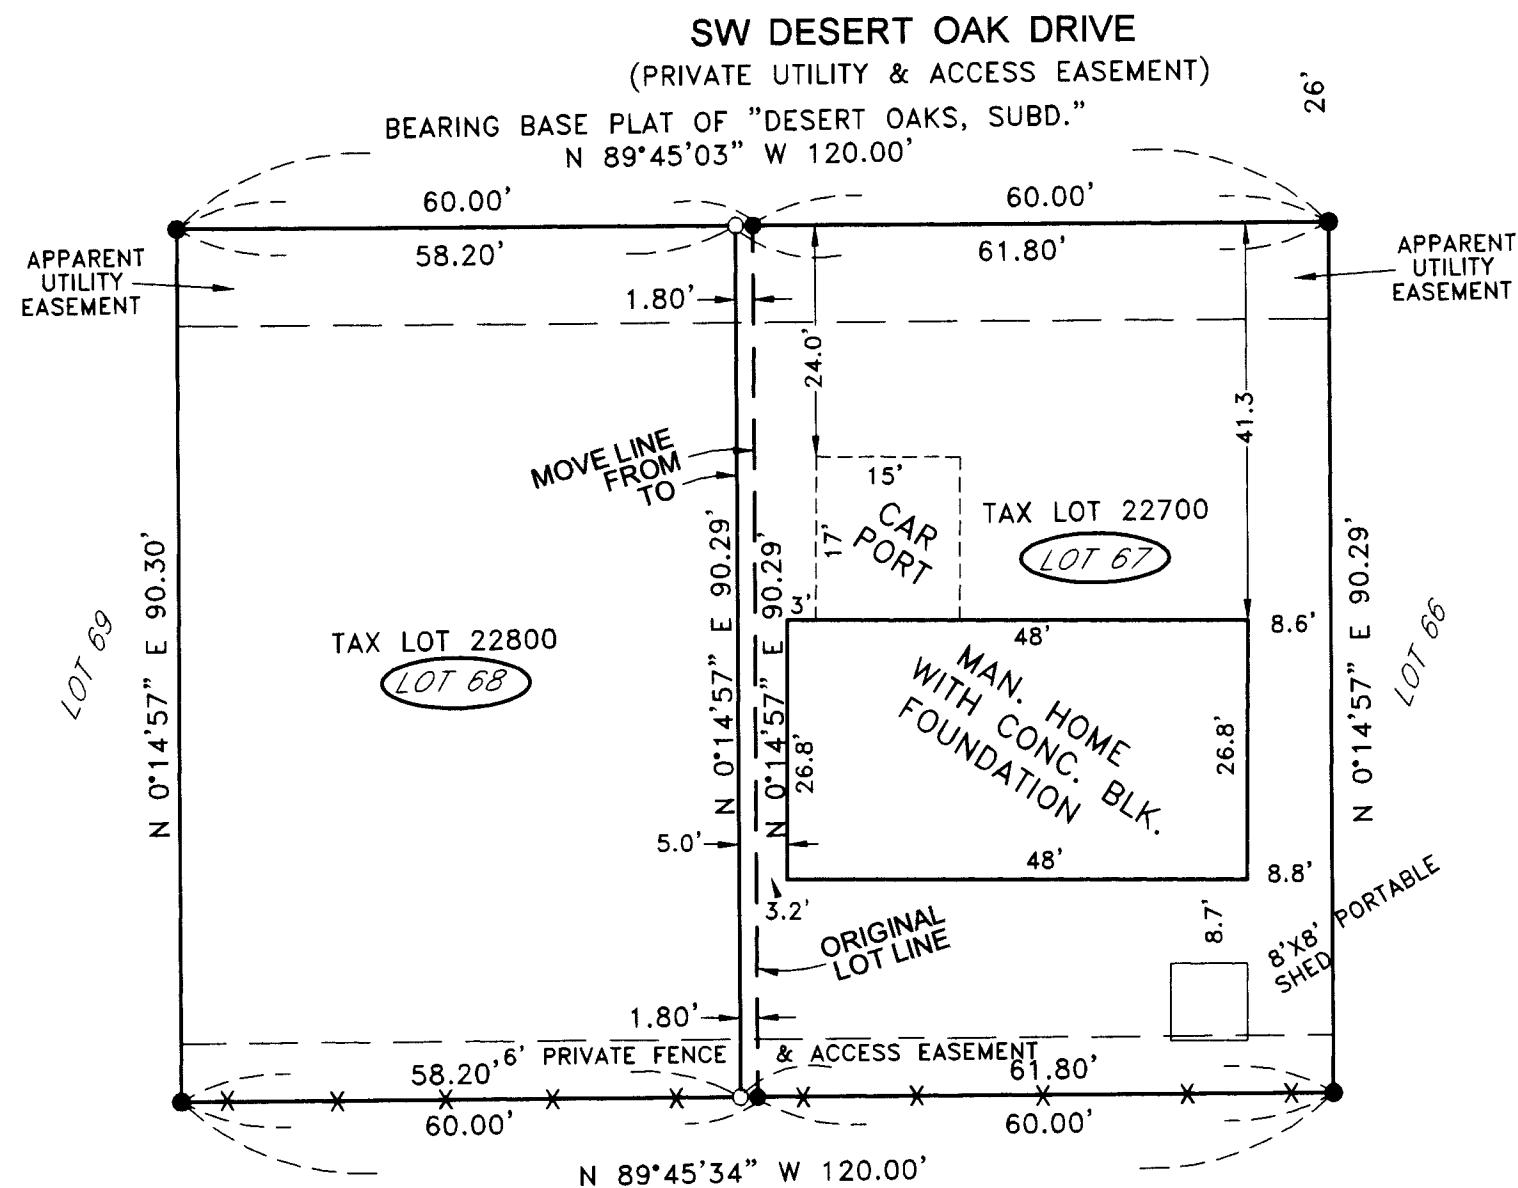 SW DESERT OAK DRIVE
(PRIVATE UTILITY & ACCESS EASEMENT)
26'
BEARING BASE PLAT OF "DESERT OAKS, SUBD."
N 89°45'03" W 120.00'
60.00'
60.00'
58.20'
61.80'
APPARENT
UTILITY
EASEMENT
APPARENT
UTILITY
EASEMENT
1.80'
24.0'
41.3
MOVE LINE
FROM
TO
15'
17'
CAR
PORT
TAX LOT 22700
LOT 67
3'
48'
8.6'
N 0°14'57" E 90.30'
N 0°14'57" E 90.29'
N 0°14'57" E 90.29'
N 0°14'57" E 90.29'
LOT 69
TAX LOT 22800
LOT 68
LOT 66
MAN. HOME
WITH CONC. BLK.
FOUNDATION
26.8'
26.8'
5.0'
48'
8.8'
3.2'
8.7'
8'X8' PORTABLE
SHED
ORIGINAL
LOT LINE
1.80'
6' PRIVATE FENCE & ACCESS EASEMENT
58.20'
61.80'
60.00'
60.00'
N 89°45'34" W 120.00'